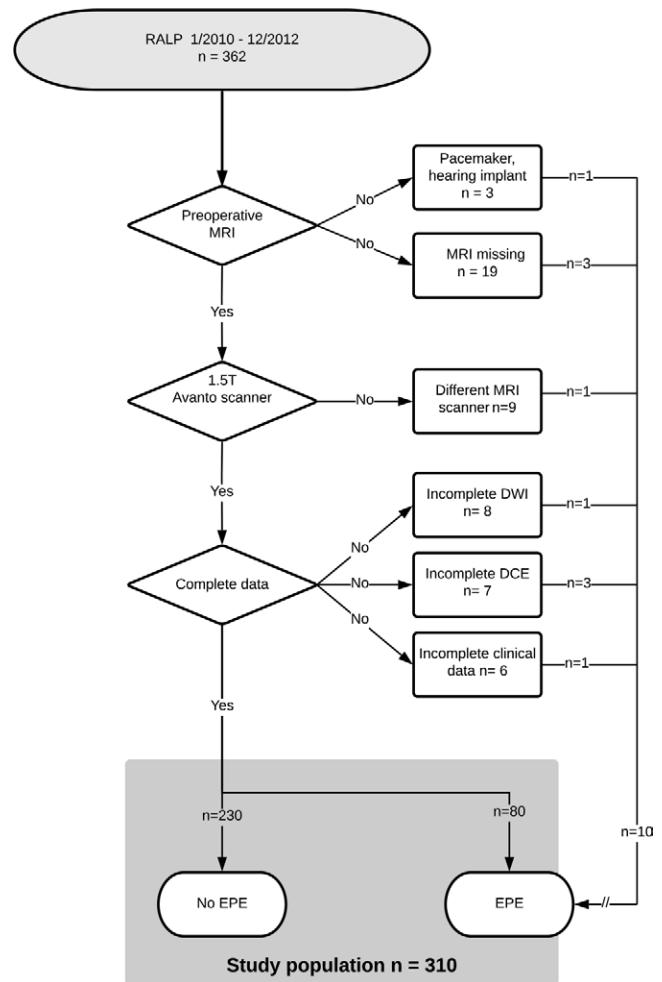 RALP 1/2010 - 12/2012
n = 362
Pacemaker,
hearing implant
n = 3
n=1
No
Preoperative
MRI
No
MRI missing
n = 19
n=3
Yes
1.5T
Avanto scanner
No
Different MRI
scanner n=9
n=1
Yes
Incomplete DWI
n= 8
n=1
No
Complete data
No
Incomplete DCE
n= 7
n=3
No
Incomplete clinical
data n= 6
n=1
Yes
n=230
n=80
n=10
No EPE
EPE
//
Study population n = 310